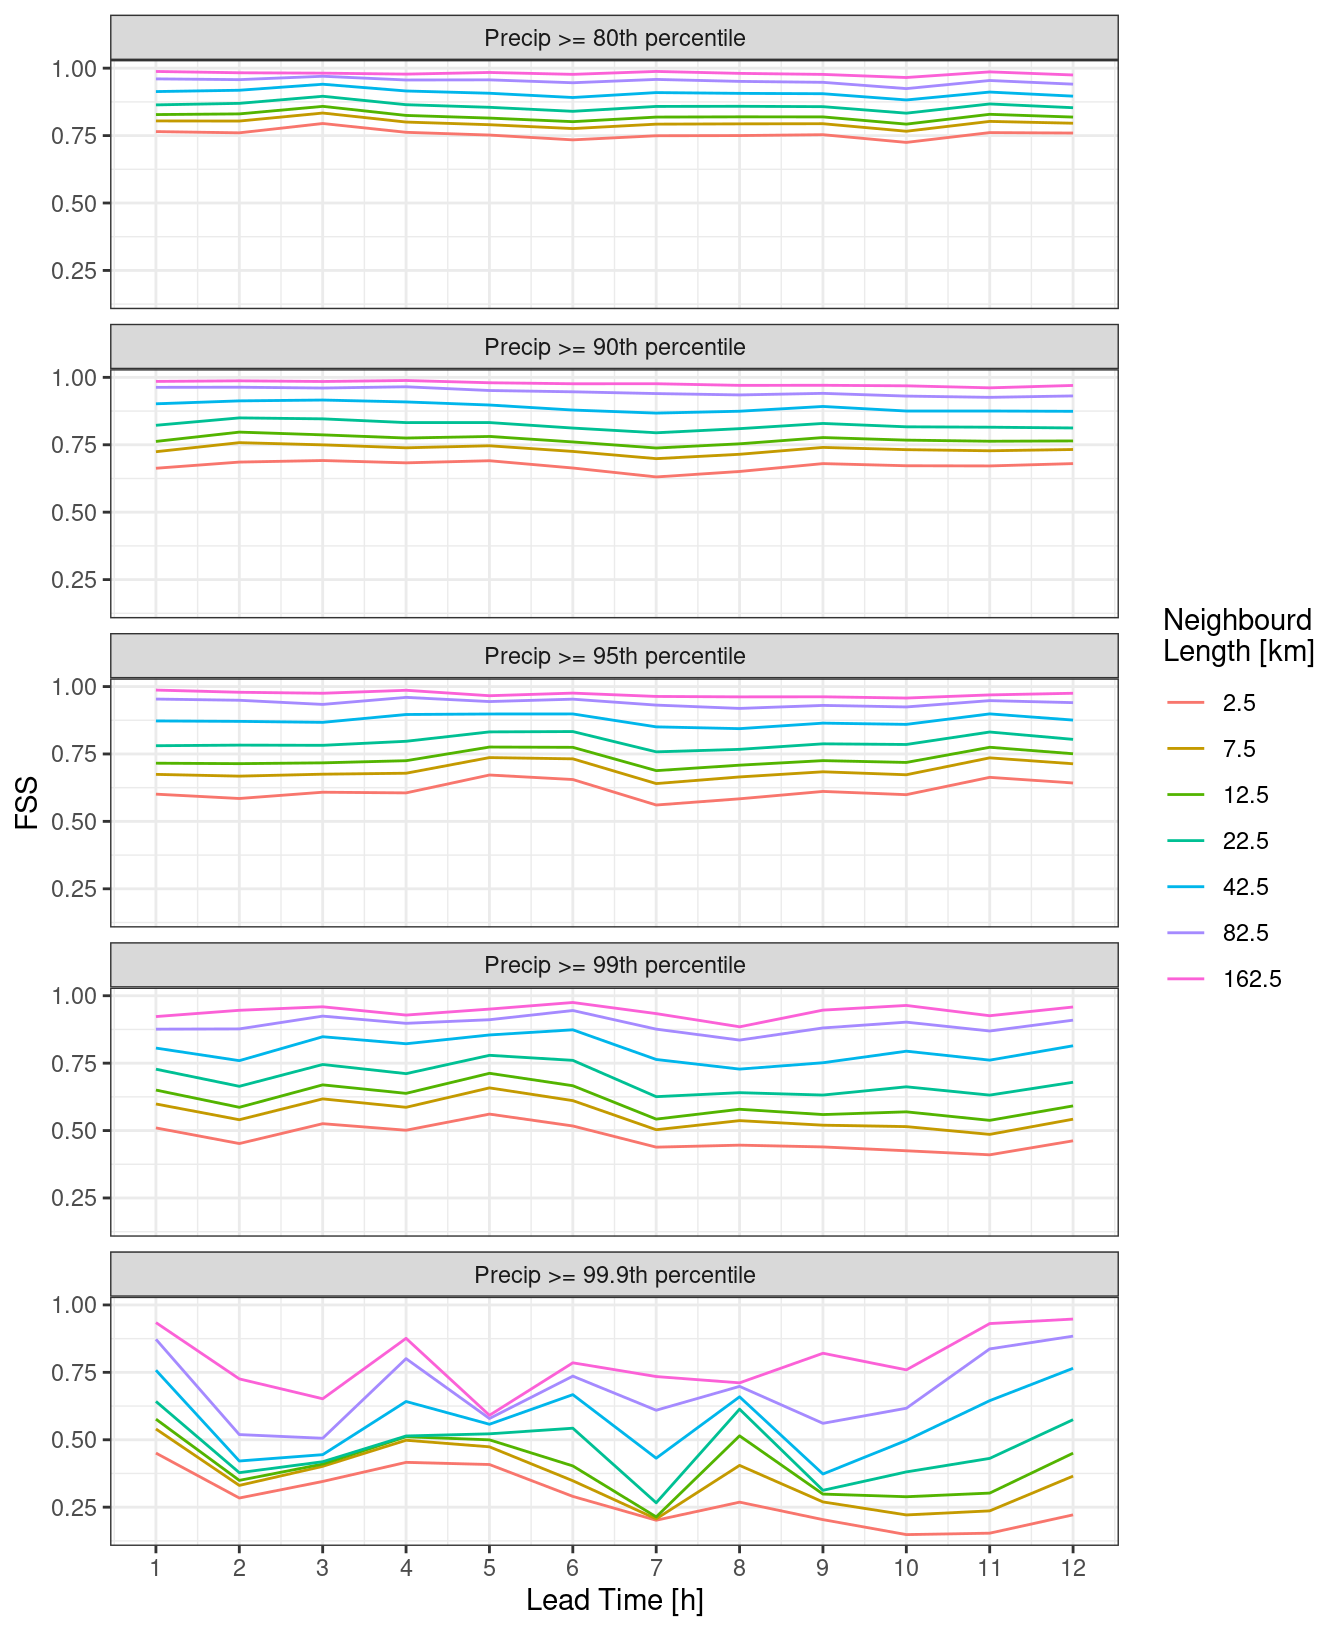 Precip >= 80th percentile
1.00
0.75
0.50
0.25
Precip >= 90th percentile
1.00
0.75
0.50
0.25
Precip >= 95th percentile
1.00
0.75
0.50
0.25
Precip >= 99th percentile
1.00
0.75
0.50
0.25
Precip >= 99.9th percentile
1.00
0.75
0.50
0.25
1 2 3 4 5 6 7 8 9 10 11 12
Lead Time [h]
FSS
Neighbourd
Length [km]
2.5
7.5
12.5
22.5
42.5
82.5
162.5